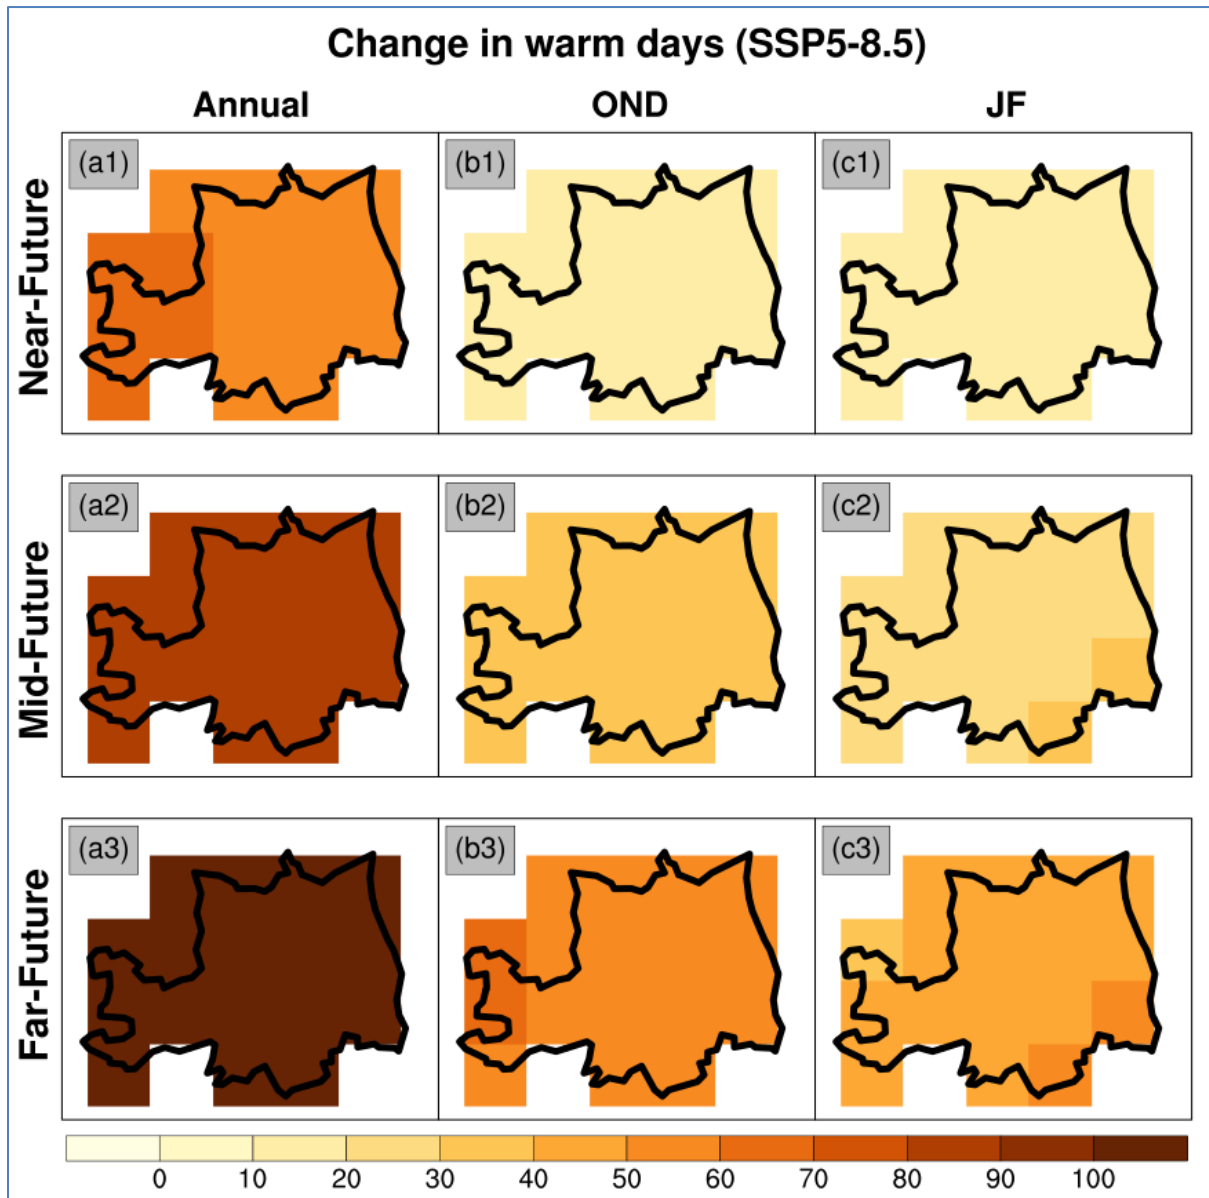 Change in warm days (SSP5-8.5)
Annual OND JF
Near-Future
(a1) (b1) (c1)
Mid-Future
(a2) (b2) (c2)
Far-Future
(a3) (b3) (c3)
0 10 20 30 40 50 60 70 80 90 100